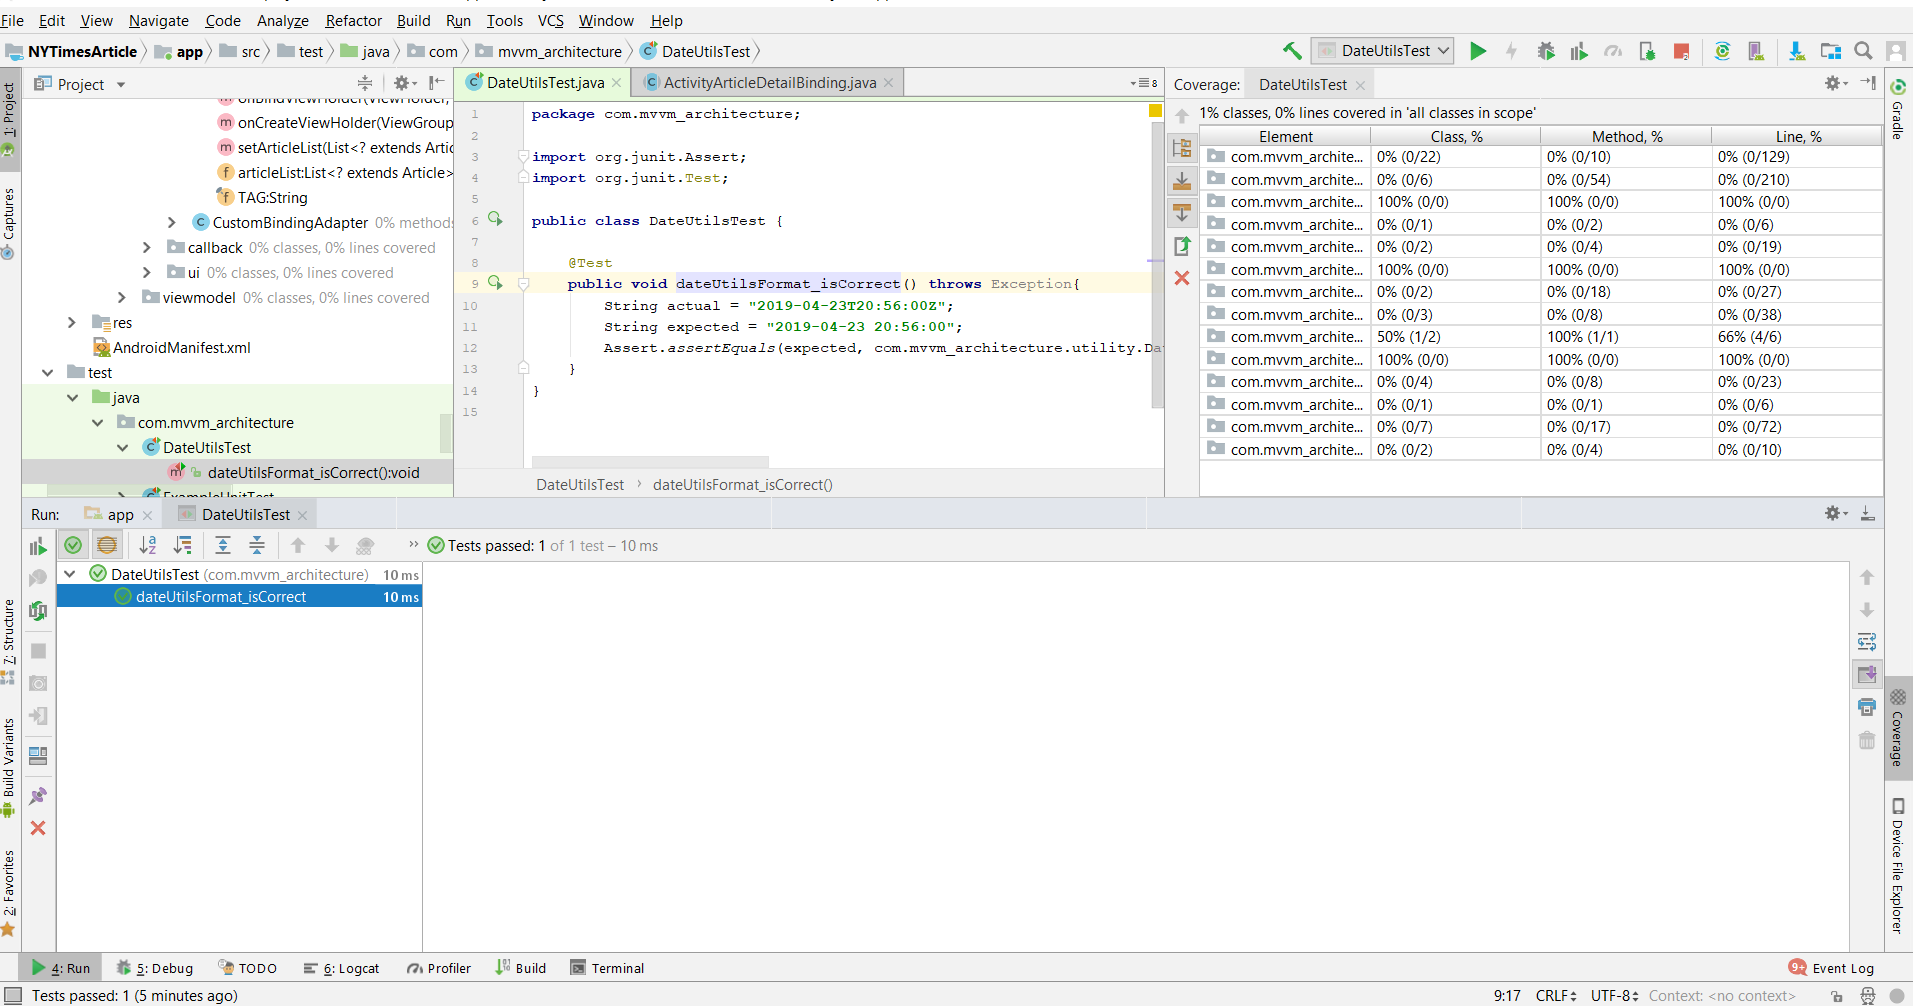 File Edit View Navigate Code Analyze Refactor Build Run Tools VCS Window Help
NYTimesArticle app src test java com mvvm_architecture DateUtilsTest
DateUtilsTest
Project
DateUtilsTest.java ActivityArticleDetailBinding.java 8
Coverage: DateUtilsTest
1: Project
Captures
7: Structure
Build Variants
2: Favorites
onBindViewHolder(ViewHolder,
onCreateViewHolder(ViewGroup
setArticleList(List<? extends Artic
articleList:List<? extends Article>
TAG:String
CustomBindingAdapter 0% methods
callback 0% classes, 0% lines covered
ui 0% classes, 0% lines covered
viewmodel 0% classes, 0% lines covered
res
AndroidManifest.xml
test
java
com.mvvm_architecture
DateUtilsTest
dateUtilsFormat_isCorrect():void
ExampleUnitTest
1 package com.mvvm_architecture;
2
3 import org.junit.Assert;
4 import org.junit.Test;
5
6 public class DateUtilsTest {
7
8 @Test
9 public void dateUtilsFormat_isCorrect() throws Exception{
10 String actual = "2019-04-23T20:56:00Z";
11 String expected = "2019-04-23 20:56:00";
12 Assert.assertEquals(expected, com.mvvm_architecture.utility.Da
13 }
14 }
15
DateUtilsTest › dateUtilsFormat_isCorrect()
1% classes, 0% lines covered in 'all classes in scope'
Element Class, % Method, % Line, %
com.mvvm_archite... 0% (0/22) 0% (0/10) 0% (0/129)
com.mvvm_archite... 0% (0/6) 0% (0/54) 0% (0/210)
com.mvvm_archite... 100% (0/0) 100% (0/0) 100% (0/0)
com.mvvm_archite... 0% (0/1) 0% (0/2) 0% (0/6)
com.mvvm_archite... 0% (0/2) 0% (0/4) 0% (0/19)
com.mvvm_archite... 100% (0/0) 100% (0/0) 100% (0/0)
com.mvvm_archite... 0% (0/2) 0% (0/18) 0% (0/27)
com.mvvm_archite... 0% (0/3) 0% (0/8) 0% (0/38)
com.mvvm_archite... 50% (1/2) 100% (1/1) 66% (4/6)
com.mvvm_archite... 100% (0/0) 100% (0/0) 100% (0/0)
com.mvvm_archite... 0% (0/4) 0% (0/8) 0% (0/23)
com.mvvm_archite... 0% (0/1) 0% (0/1) 0% (0/6)
com.mvvm_archite... 0% (0/7) 0% (0/17) 0% (0/72)
com.mvvm_archite... 0% (0/2) 0% (0/4) 0% (0/10)
Gradle
Coverage
Device File Explorer
Run: app DateUtilsTest
» Tests passed: 1 of 1 test – 10 ms
DateUtilsTest (com.mvvm_architecture) 10 ms
dateUtilsFormat_isCorrect 10 ms
4: Run 5: Debug TODO 6: Logcat Profiler Build Terminal 9+ Event Log
Tests passed: 1 (5 minutes ago) 9:17 CRLF UTF-8 Context: <no context>